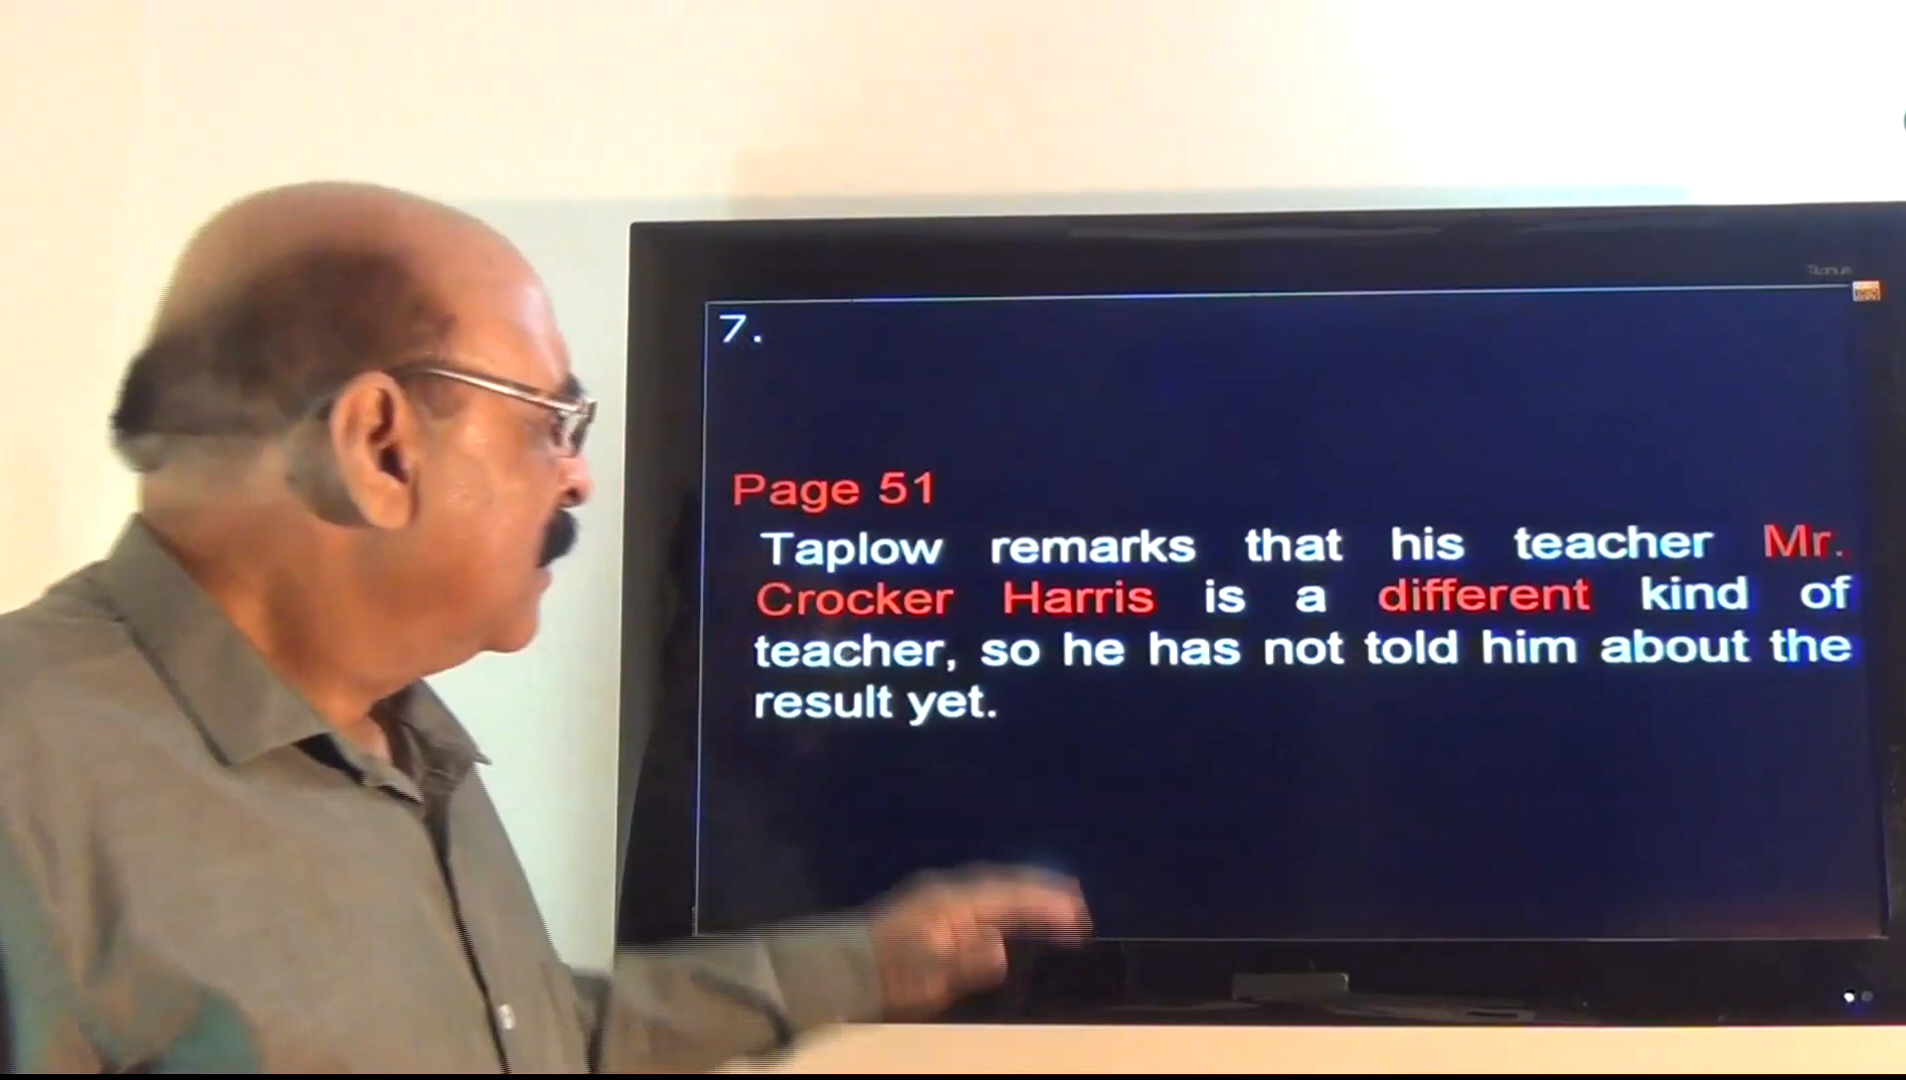 7.
Page 51
Taplow remarks that his teacher Mr.
Crocker Harris is a different kind of
teacher, so he has not told him about the
result yet.